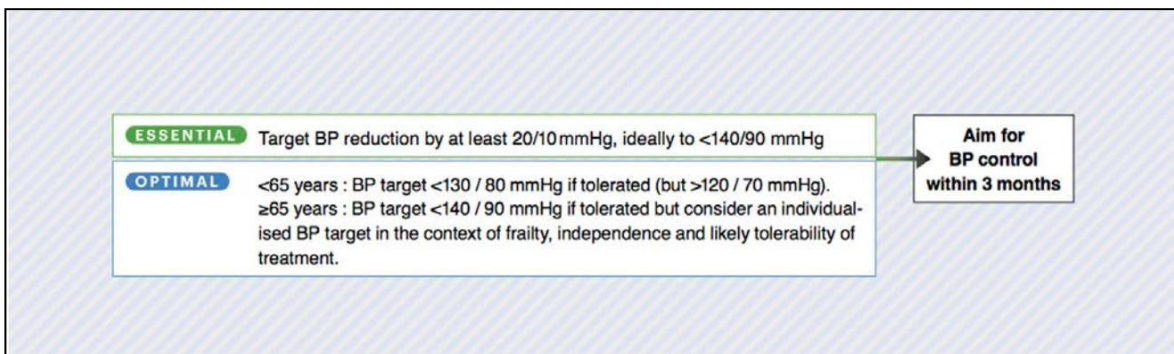 ESSENTIAL Target BP reduction by at least 20/10 mmHg, ideally to <140/90 mmHg
OPTIMAL <65 years : BP target <130 / 80 mmHg if tolerated (but >120 / 70 mmHg).
≥65 years : BP target <140 / 90 mmHg if tolerated but consider an individual-
ised BP target in the context of frailty, independence and likely tolerability of
treatment.
Aim for
BP control
within 3 months